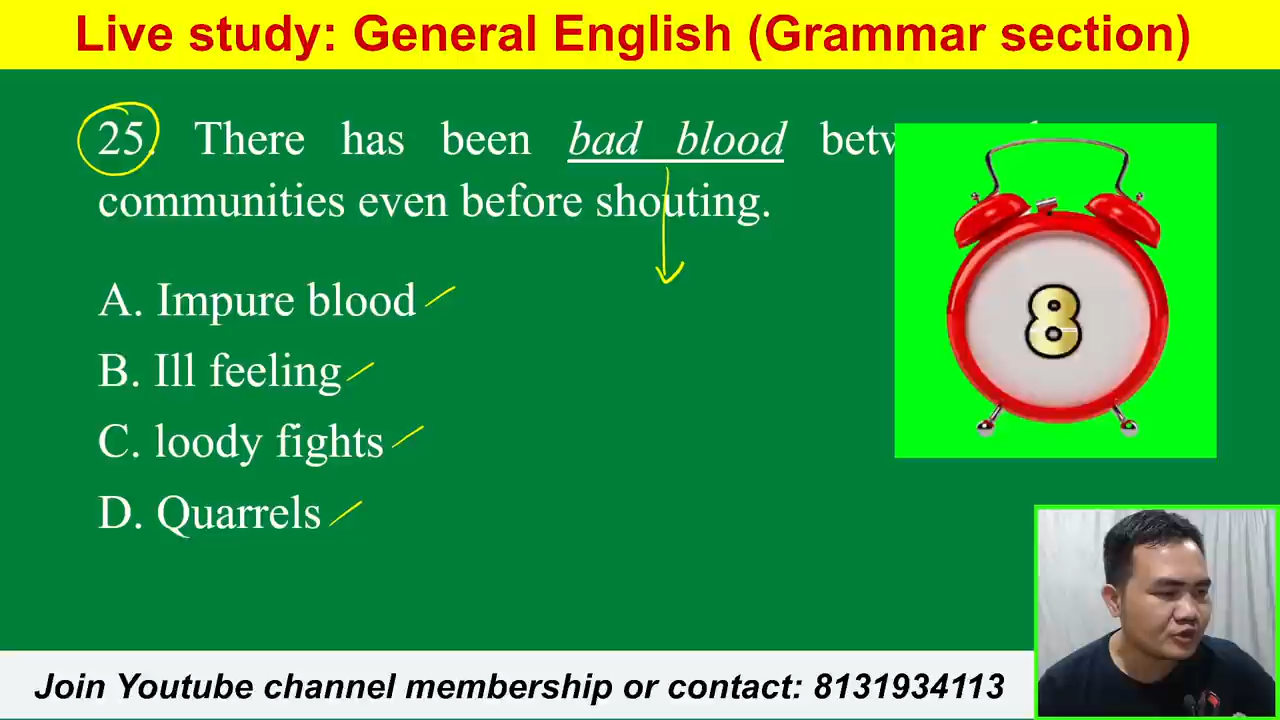 Live study: General English (Grammar section)
25. There has been bad blood
communities even before shouting.
A. Impure blood
B. Ill feeling
C. loody fights
D. Quarrels
8
Join Youtube channel membership or contact: 8131934113